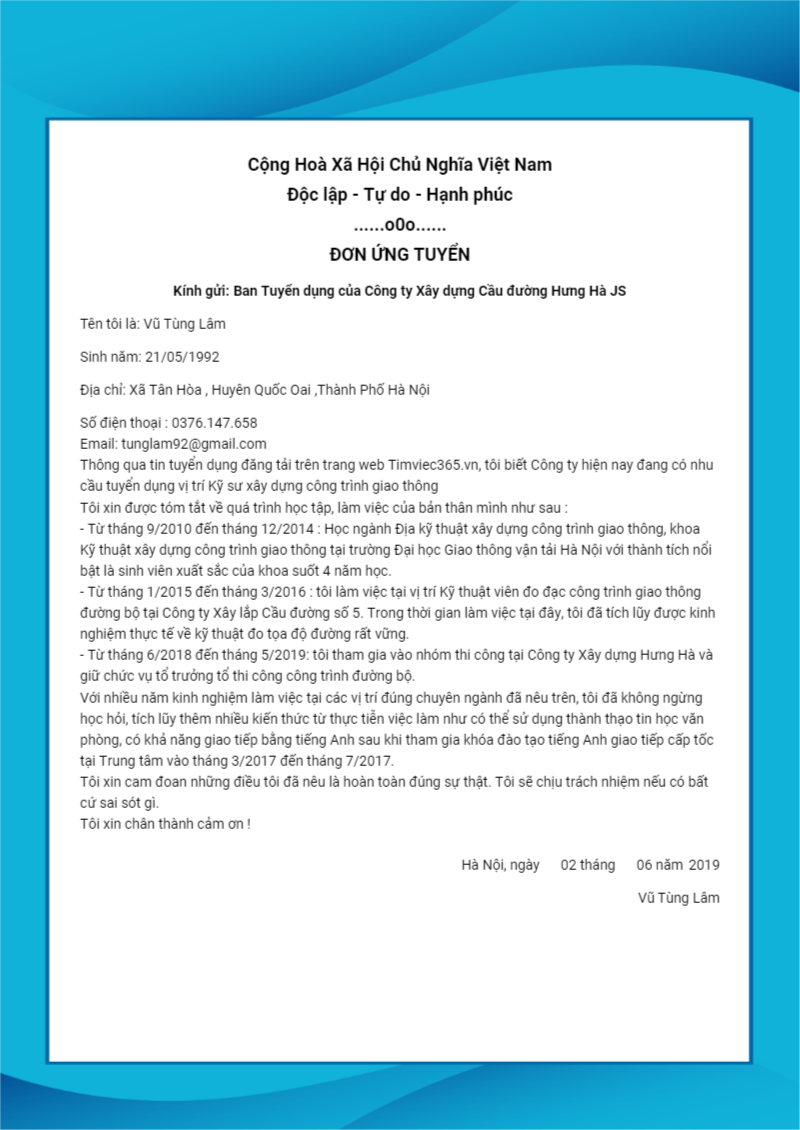 Cộng Hoà Xã Hội Chủ Nghĩa Việt Nam
Độc lập - Tự do - Hạnh phúc
......o0o......
ĐƠN ỨNG TUYỂN
Kính gửi: Ban Tuyển dụng của Công ty Xây dựng Cầu đường Hưng Hà JS
Tên tôi là: Vũ Tùng Lâm
Sinh năm: 21/05/1992
Địa chỉ: Xã Tân Hòa , Huyên Quốc Oai ,Thành Phố Hà Nội
Số điện thoại : 0376.147.658
Email: tunglam92@gmail.com
Thông qua tin tuyển dụng đăng tải trên trang web Timviec365.vn, tôi biết Công ty hiện nay đang có nhu
cầu tuyển dụng vị trí Kỹ sư xây dựng công trình giao thông
Tôi xin được tóm tắt về quá trình học tập, làm việc của bản thân mình như sau :
- Từ tháng 9/2010 đến tháng 12/2014 : Học ngành Địa kỹ thuật xây dựng công trình giao thông, khoa
Kỹ thuật xây dựng công trình giao thông tại trường Đại học Giao thông vận tải Hà Nội với thành tích nổi
bật là sinh viên xuất sắc của khoa suốt 4 năm học.
- Từ tháng 1/2015 đến tháng 3/2016 : tôi làm việc tại vị trí Kỹ thuật viên đo đạc công trình giao thông
đường bộ tại Công ty Xây lắp Cầu đường số 5. Trong thời gian làm việc tại đây, tôi đã tích lũy được kinh
nghiệm thực tế về kỹ thuật đo tọa độ đường rất vững.
- Từ tháng 6/2018 đến tháng 5/2019: tôi tham gia vào nhóm thi công tại Công ty Xây dựng Hưng Hà và
giữ chức vụ tổ trưởng tổ thi công công trình đường bộ.
Với nhiều năm kinh nghiệm làm việc tại các vị trí đúng chuyên ngành đã nêu trên, tôi đã không ngừng
học hỏi, tích lũy thêm nhiều kiến thức từ thực tiễn việc làm như có thể sử dụng thành thạo tin học văn
phòng, có khả năng giao tiếp bằng tiếng Anh sau khi tham gia khóa đào tạo tiếng Anh giao tiếp cấp tốc
tại Trung tâm vào tháng 3/2017 đến tháng 7/2017.
Tôi xin cam đoan những điều tôi đã nêu là hoàn toàn đúng sự thật. Tôi sẽ chịu trách nhiệm nếu có bất
cứ sai sót gì.
Tôi xin chân thành cảm ơn !
Hà Nội, ngày 02 tháng 06 năm 2019
Vũ Tùng Lâm